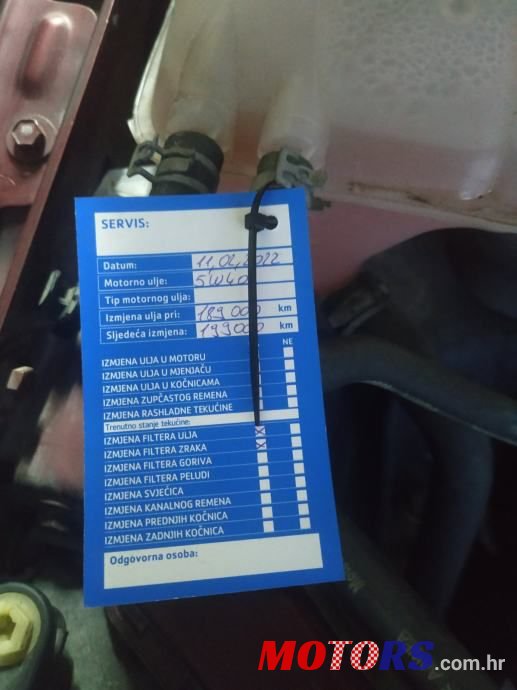 SERVIS:
Datum: 11,02,2022
Motorno ulje: 5W40
Tip motornog ulja:
Izmjena ulja pri: 189 000 km
Sljedeća izmjena: 199000 km
NE
IZMJENA ULJA U MOTORU
IZMJENA ULJA U MJENJAČU
IZMJENA ULJA U KOČNICAMA
IZMJENA ZUPČASTOG REMENA
IZMJENA RASHLADNE TEKUĆINE
Trenutno stanje tekućine:
IZMJENA FILTERA ULJA X
IZMJENA FILTERA ZRAKA X
IZMJENA FILTERA GORIVA
IZMJENA FILTERA PELUDI
IZMJENA SVJEĆICA
IZMJENA KANALNOG REMENA
IZMJENA PREDNJIH KOČNICA
IZMJENA ZADNJIH KOČNICA
Odgovorna osoba:
MOTORS.com.hr